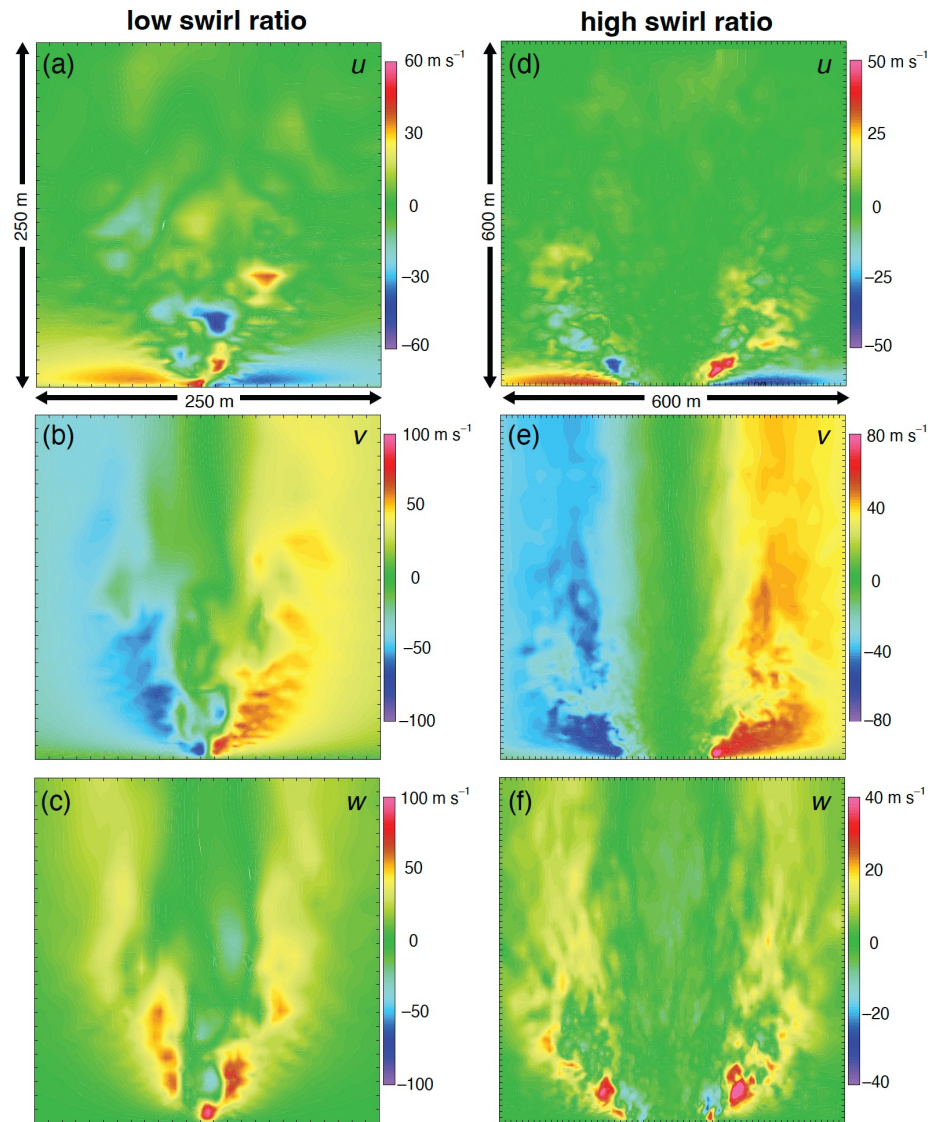 low swirl ratio
high swirl ratio
(a)
u
60 m s⁻¹
30
0
–30
–60
250 m
250 m
(d)
u
50 m s⁻¹
25
0
–25
–50
600 m
600 m
(b)
v
100 m s⁻¹
50
0
–50
–100
(e)
v
80 m s⁻¹
40
0
–40
–80
(c)
w
100 m s⁻¹
50
0
–50
–100
(f)
w
40 m s⁻¹
20
0
–20
–40